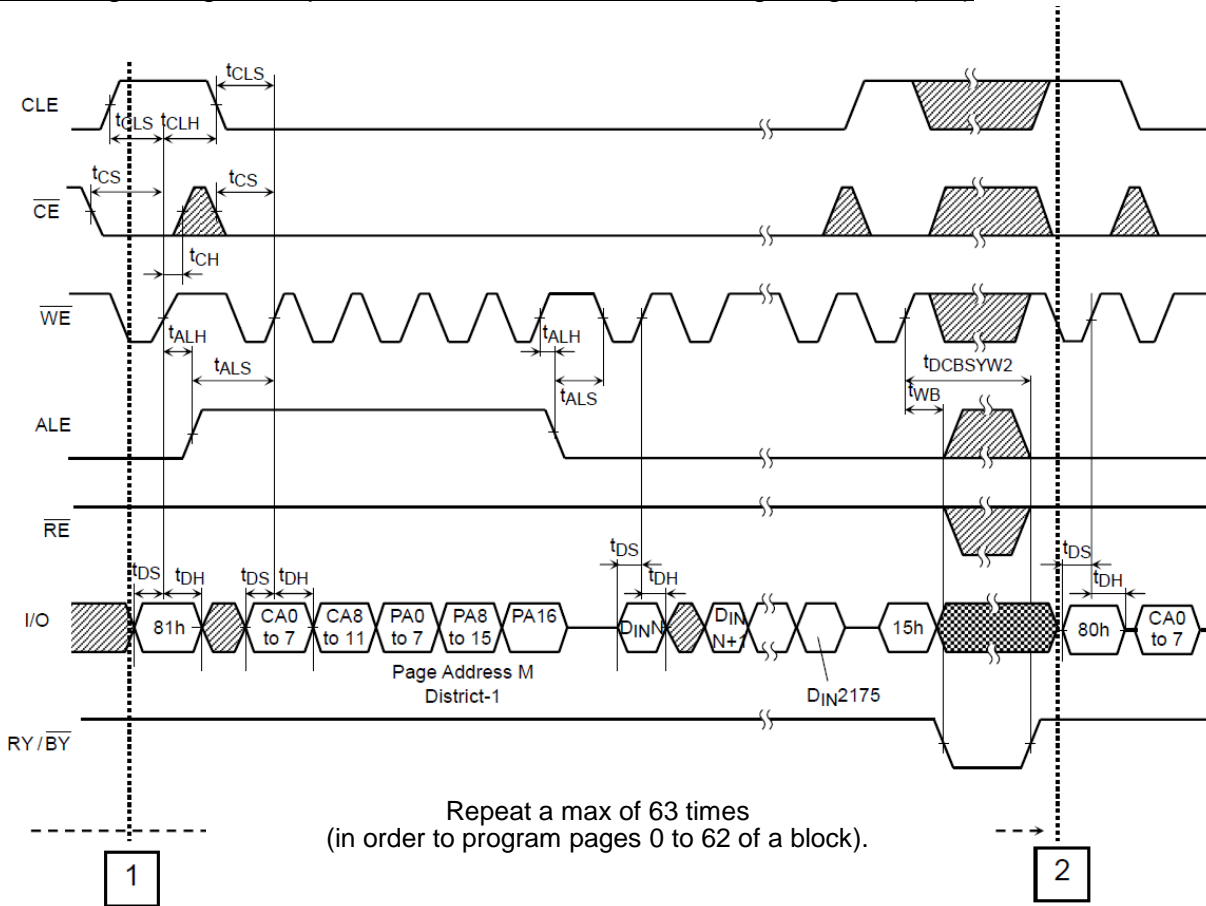 CLE
tCLS
tCLS
tCLH
CE
tCS
tCS
tCH
WE
tALH
tALS
tALH
tALS
tDCBSYW2
tWB
ALE
RE
tDS
tDH
tDS
tDH
tDS
tDH
tDS
tDH
I/O
81h
CA0
to 7
CA8
to 11
PA0
to 7
PA8
to 15
PA16
DINN
DIN
N+1
15h
80h
CA0
to 7
Page Address M
District-1
DIN2175
RY/BY
Repeat a max of 63 times
(in order to program pages 0 to 62 of a block).
1
2